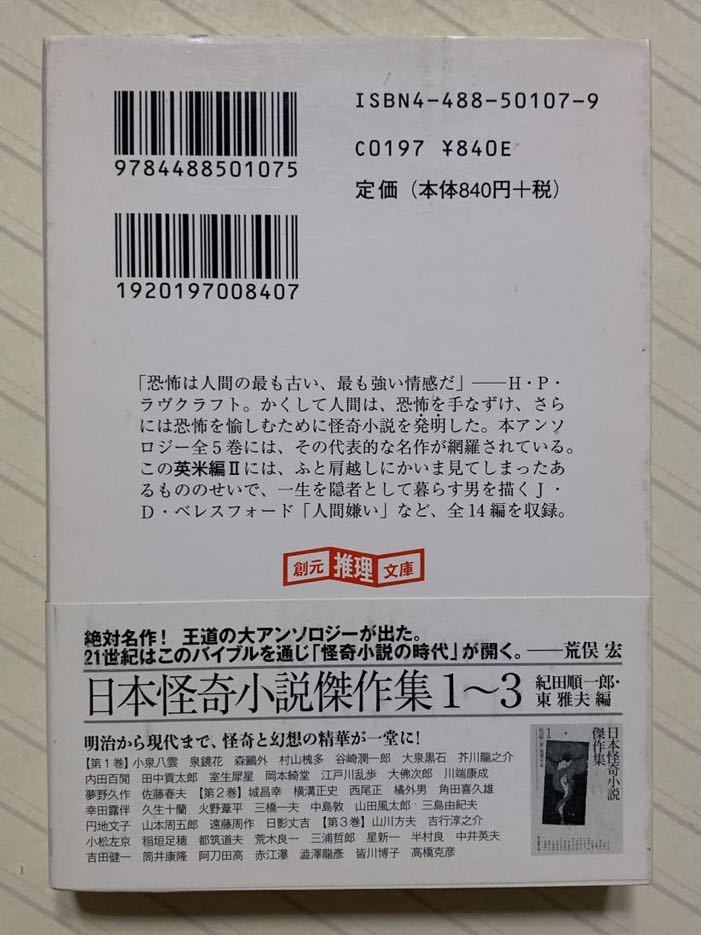 9784488501075
1920197008407
ISBN4-488-50107-9
C0197 ¥840E
定価（本体840円+税）
「恐怖は人間の最も古い、最も強い情感だ」――H・P・
ラヴクラフト。かくして人間は、恐怖を手なずけ、さら
には恐怖を愉しむために怪奇小説を発明した。本アンソ
ロジー全5巻には、その代表的な名作が網羅されている。
この英米編Ⅱには、ふと肩越しにかいま見てしまったあ
るもののせいで、一生を隠者として暮らす男を描くJ・
D・ベレスフォード「人間嫌い」など、全14編を収録。
創元 推理 文庫
絶対名作！ 王道の大アンソロジーが出た。
21世紀はこのバイブルを通じ「怪奇小説の時代」が開く。――荒俣 宏
日本怪奇小説傑作集1〜3 紀田順一郎・
東 雅夫 編
明治から現代まで、怪奇と幻想の精華が一堂に！
【第1巻】小泉八雲 泉鏡花 森鷗外 村山槐多 谷崎潤一郎 大泉黒石 芥川龍之介
内田百閒 田中貢太郎 室生犀星 岡本綺堂 江戸川乱歩 大佛次郎 川端康成
夢野久作 佐藤春夫 【第2巻】城昌幸 横溝正史 西尾正 橘外男 角田喜久雄
幸田露伴 久生十蘭 火野葦平 三橋一夫 中島敦 山田風太郎 三島由紀夫
円地文子 山本周五郎 遠藤周作 日影丈吉 【第3巻】山川方夫 吉行淳之介
小松左京 稲垣足穂 都筑道夫 荒木良一 三浦哲郎 星新一 半村良 中井英夫
吉田健一 筒井康隆 阿刀田高 赤江瀑 澁澤龍彥 皆川博子 高橋克彦
日本怪奇小説
傑作集
1